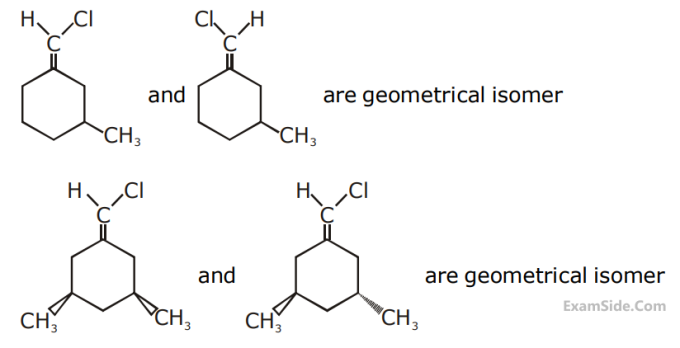 H Cl Cl H
C C
and are geometrical isomer
CH3 CH3
H Cl H Cl
C C
and are geometrical isomer
ExamSide.Com
CH3 CH3 CH3 CH3